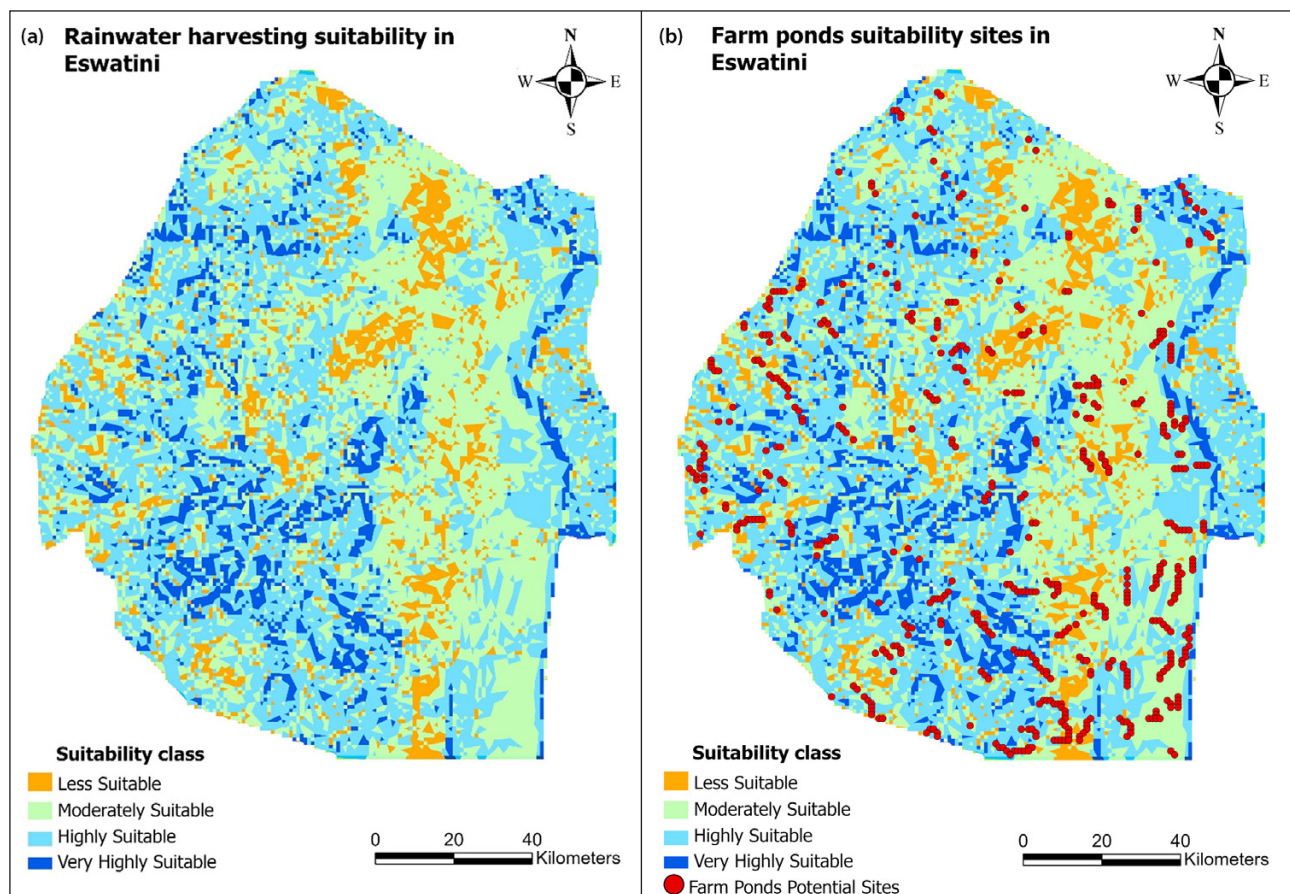 (a) Rainwater harvesting suitability in
Eswatini
N
W E
S
Suitability class
Less Suitable
Moderately Suitable
Highly Suitable
Very Highly Suitable
0 20 40
Kilometers
(b) Farm ponds suitability sites in
Eswatini
N
W E
S
Suitability class
Less Suitable
Moderately Suitable
Highly Suitable
Very Highly Suitable
Farm Ponds Potential Sites
0 20 40
Kilometers